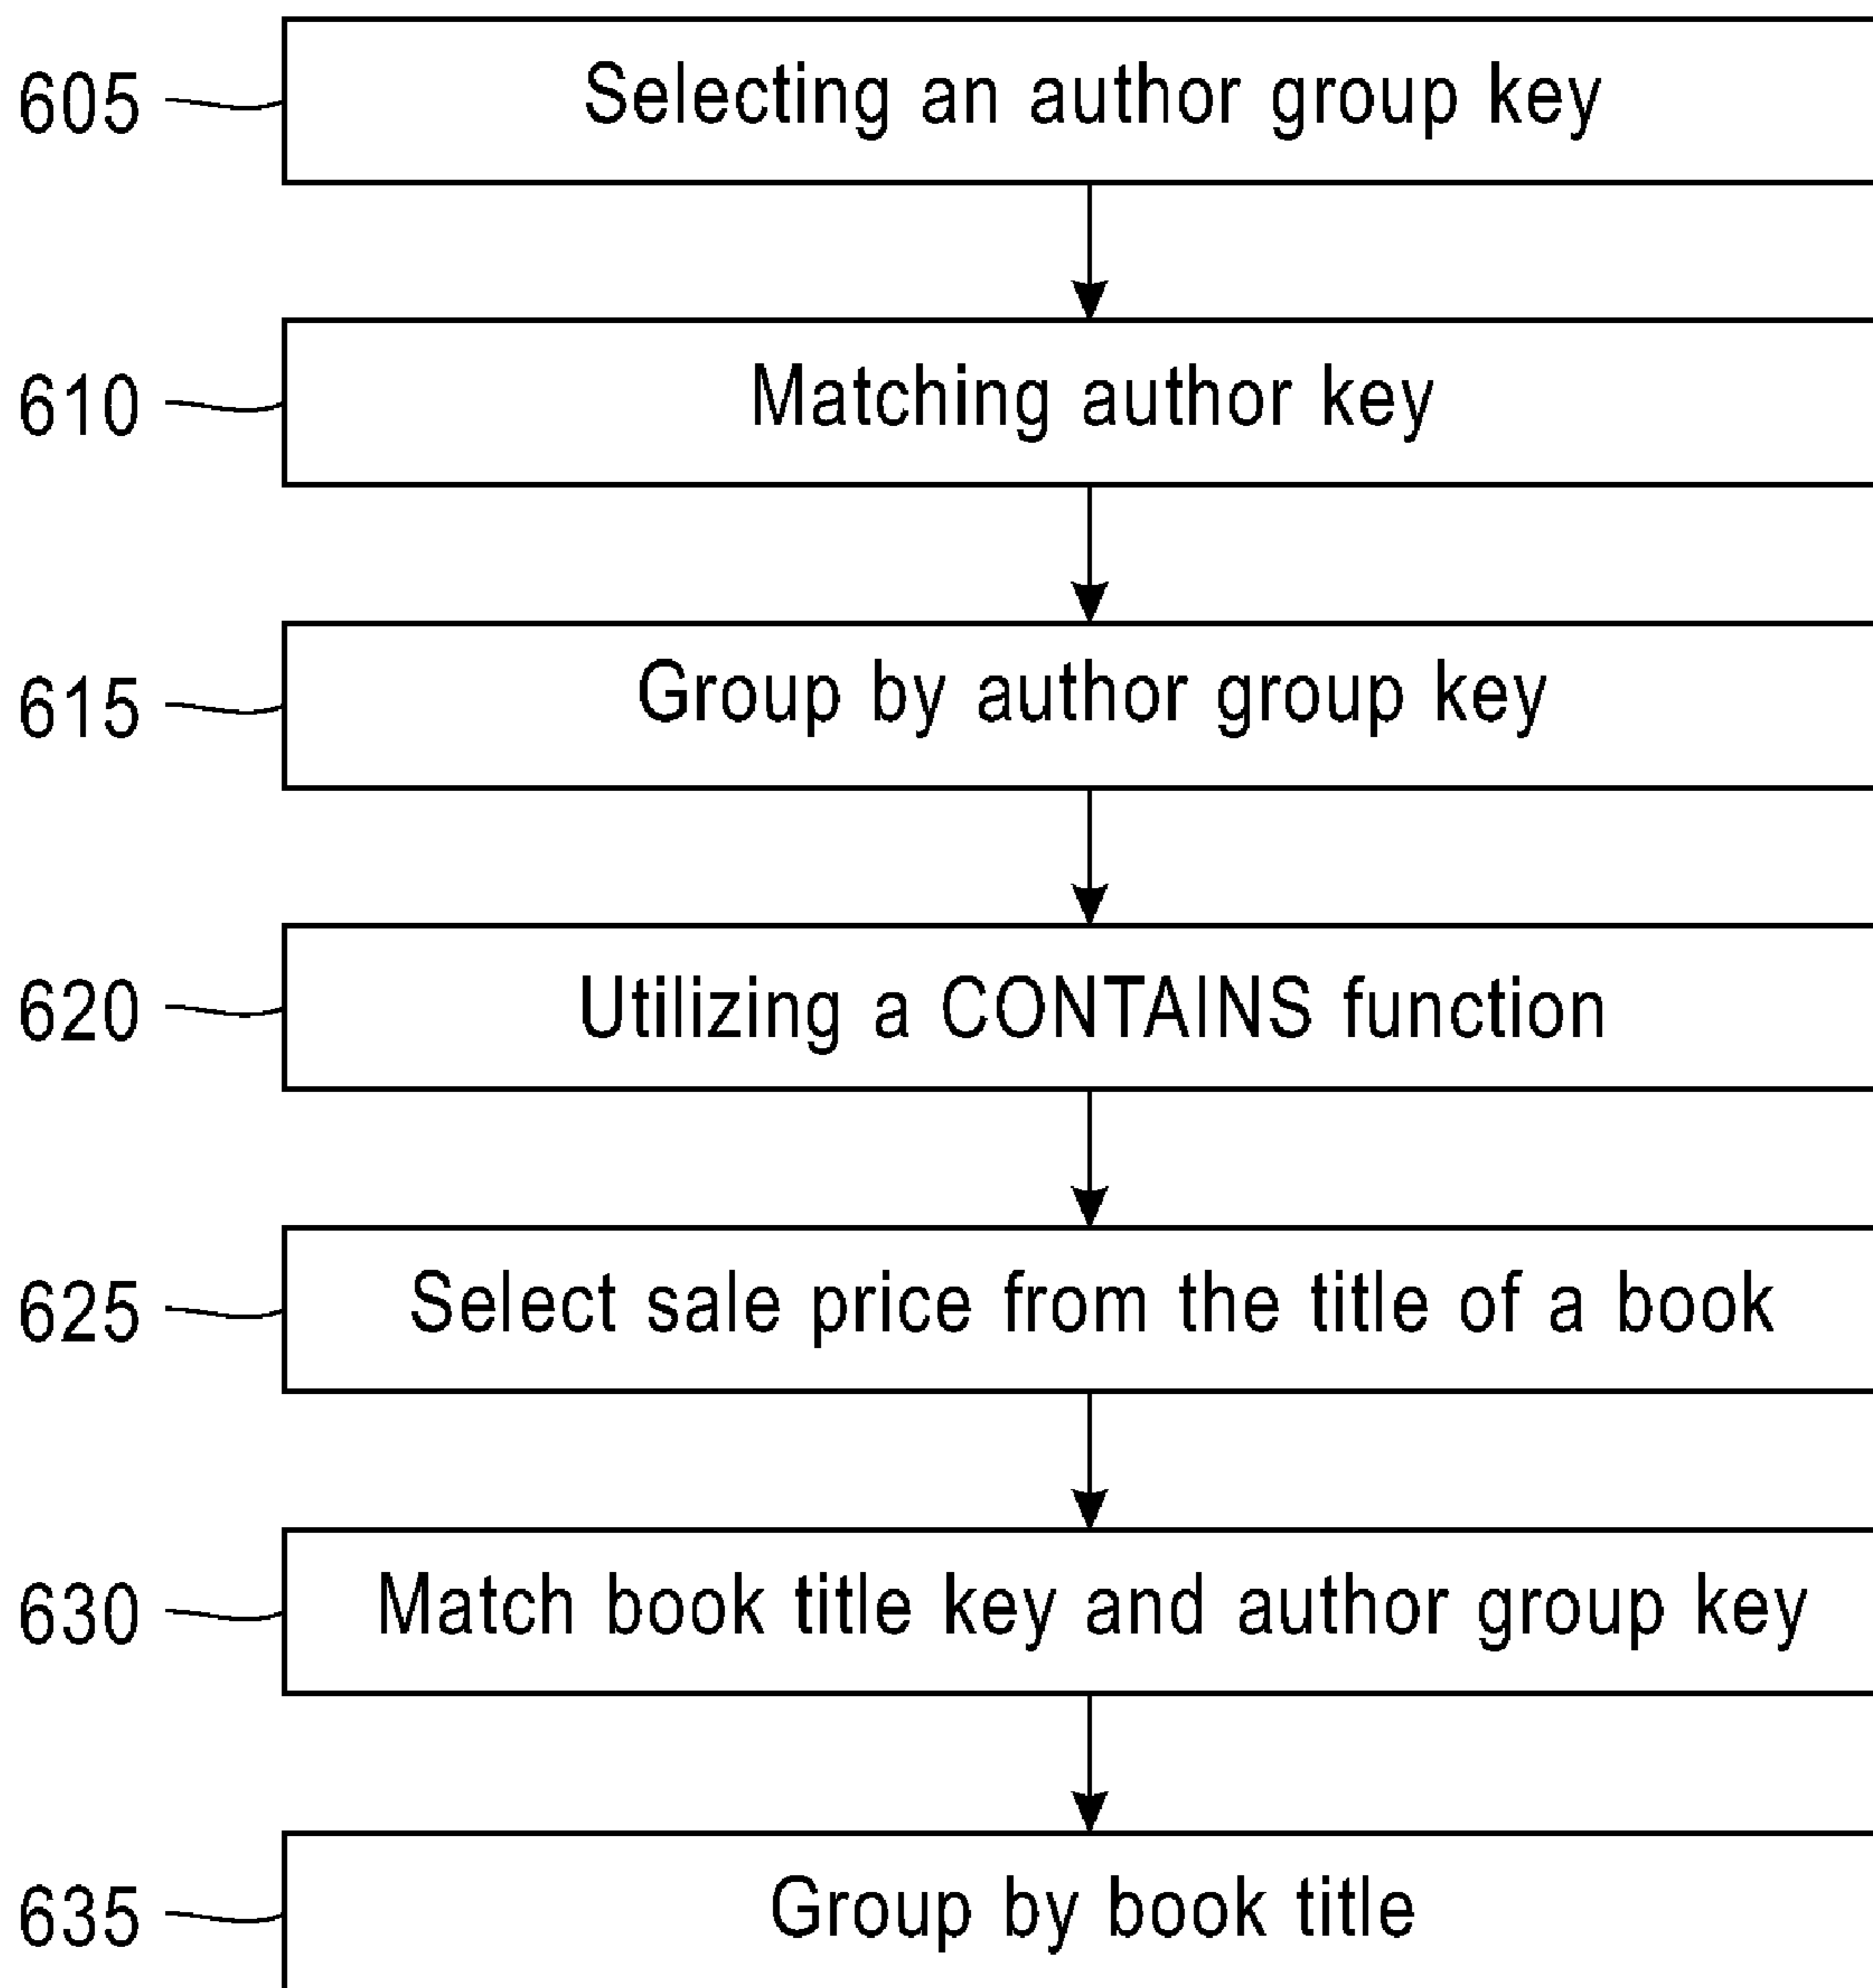 605 Selecting an author group key
610 Matching author key
615 Group by author group key
620 Utilizing a CONTAINS function
625 Select sale price from the title of a book
630 Match book title key and author group key
635 Group by book title